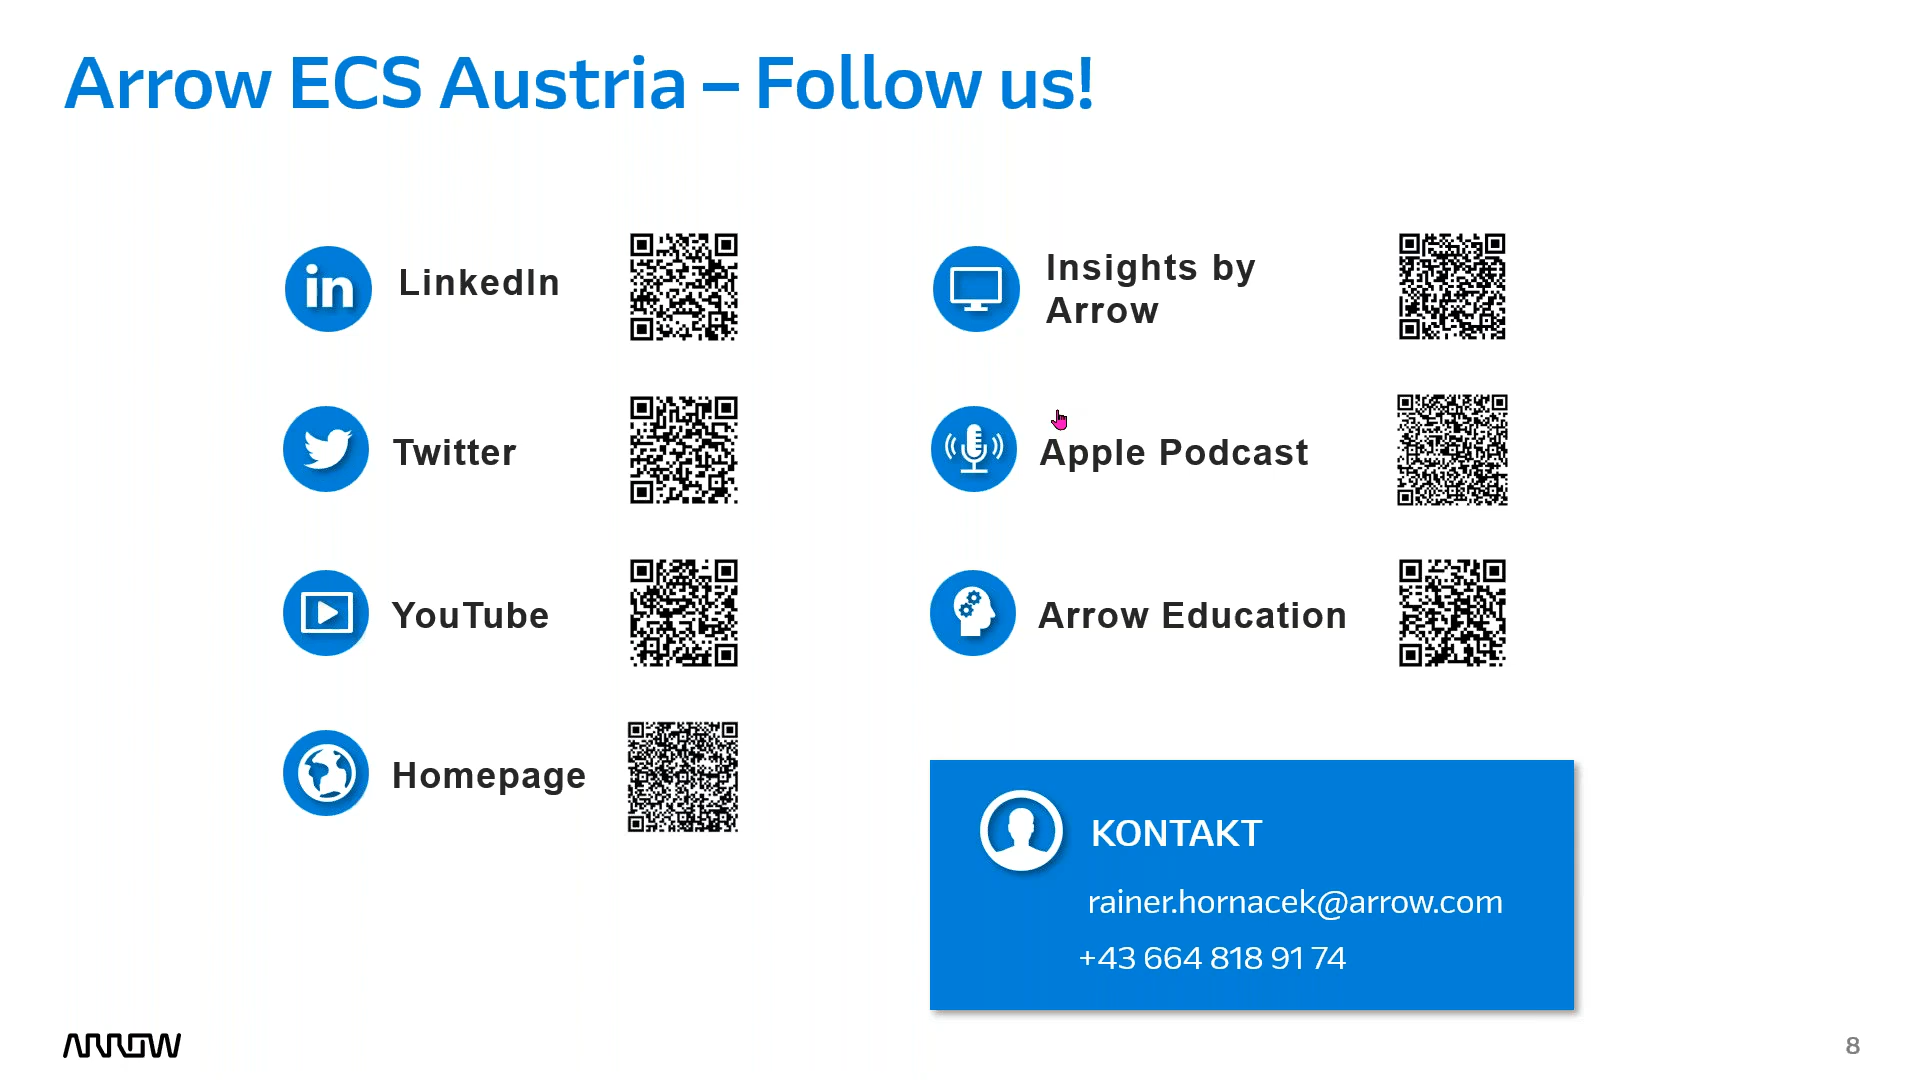 Arrow ECS Austria – Follow us!
in
LinkedIn
Twitter
YouTube
Homepage
Insights by
Arrow
Apple Podcast
Arrow Education
KONTAKT
rainer.hornacek@arrow.com
+43 664 818 91 74
ARROW
8